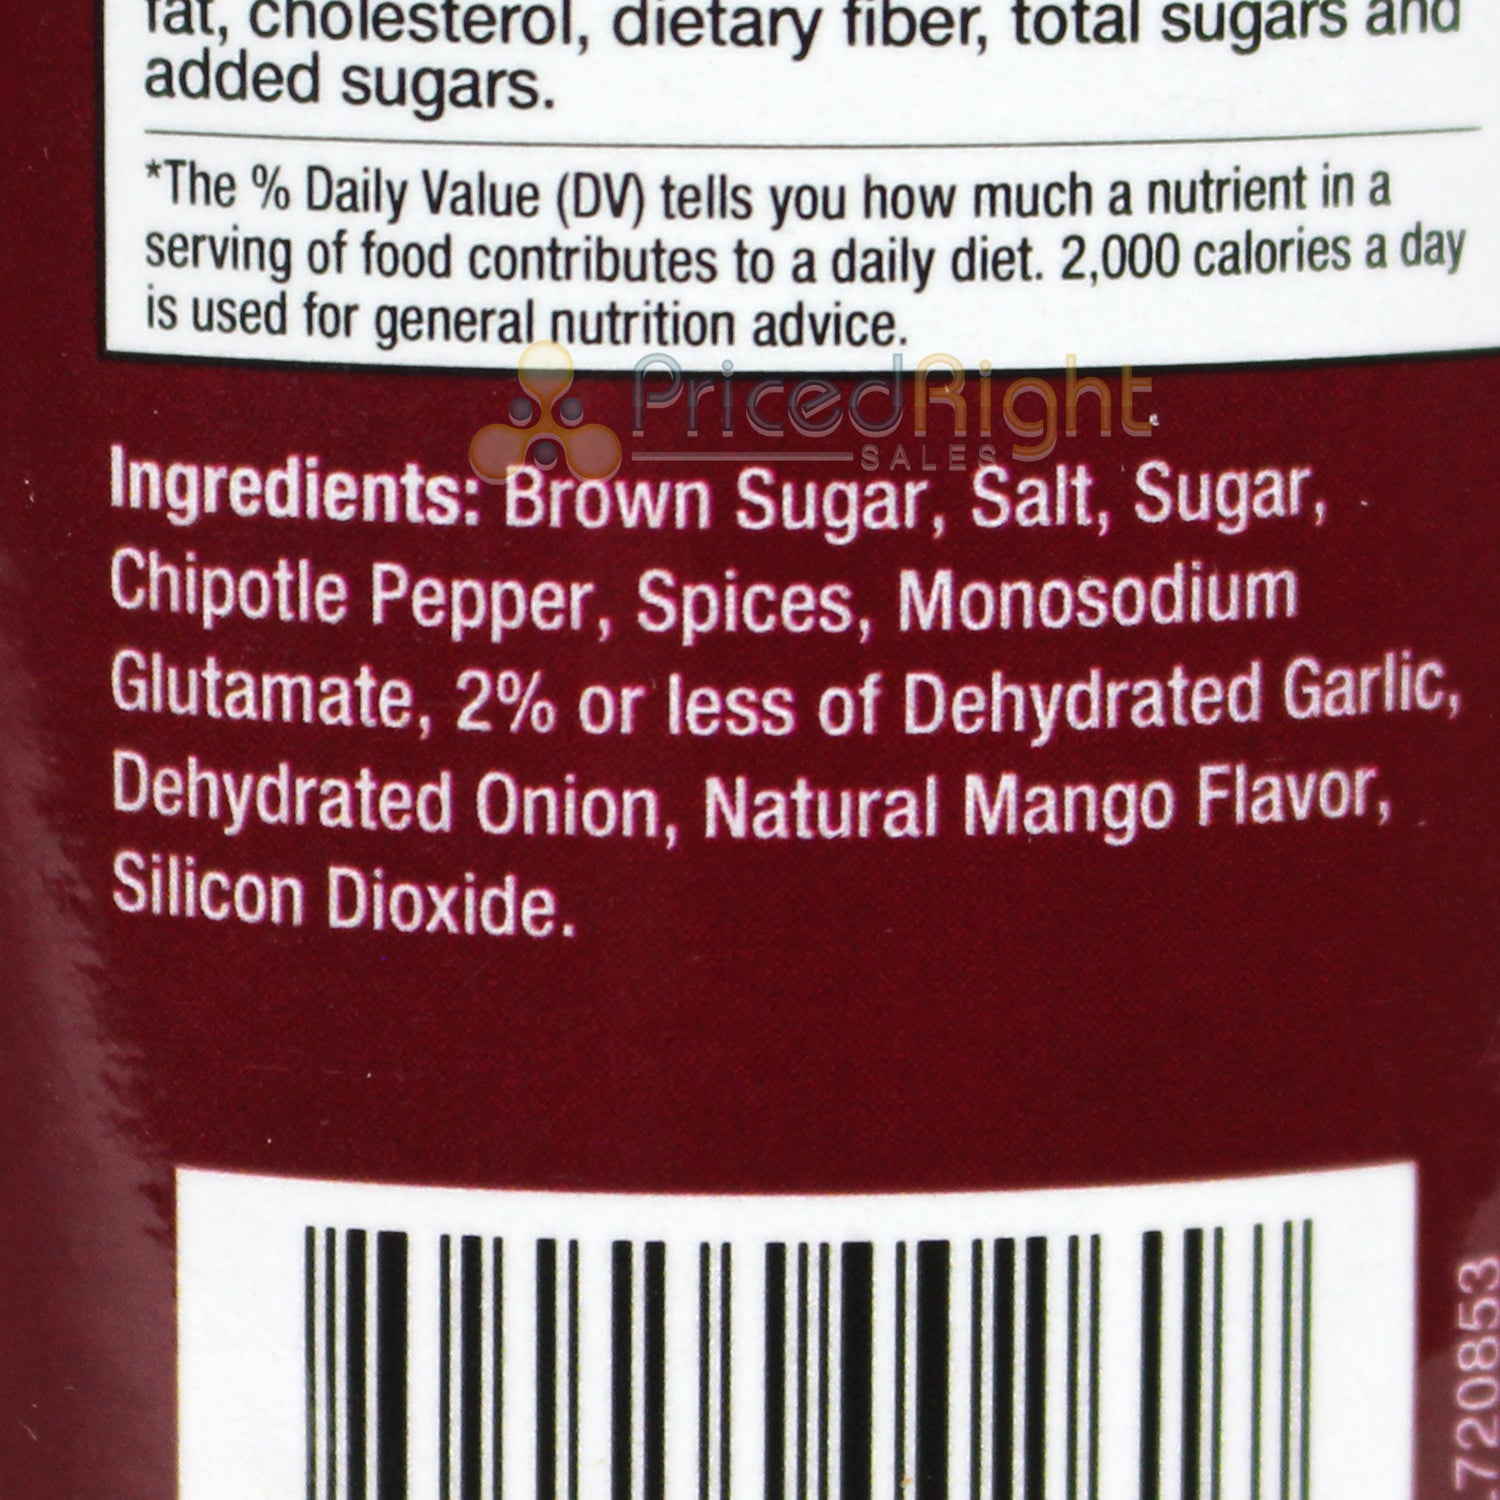 fat, cholesterol, dietary fiber, total sugars and
added sugars.
*The % Daily Value (DV) tells you how much a nutrient in a
serving of food contributes to a daily diet. 2,000 calories a day
is used for general nutrition advice.
PricedRight
SALES
Ingredients: Brown Sugar, Salt, Sugar,
Chipotle Pepper, Spices, Monosodium
Glutamate, 2% or less of Dehydrated Garlic,
Dehydrated Onion, Natural Mango Flavor,
Silicon Dioxide.
-720853